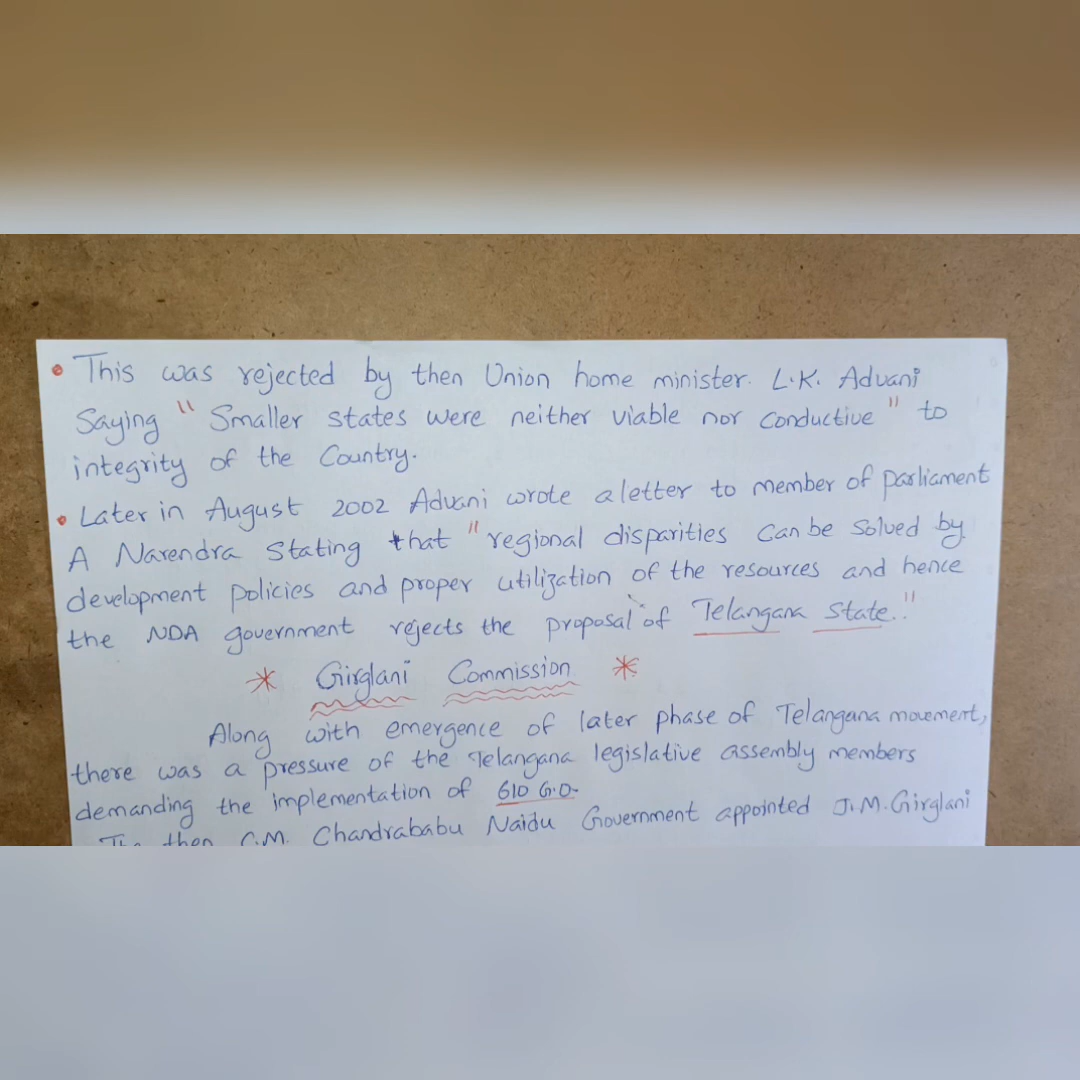 • This was rejected by then Union home minister. L.K. Advani
Saying "Smaller states were neither viable nor conductive" to
integrity of the Country.
• Later in August 2002 Advani wrote a letter to member of parliament
A Narendra stating that "regional disparities can be solved by
development policies and proper utilization of the resources and hence
the NDA government rejects the proposal of Telangana State."
* Girglani Commission *
Along with emergence of later phase of Telangana movement,
there was a pressure of the Telangana legislative assembly members
demanding the implementation of 610 G.O.
The then C.M. Chandrababu Naidu Government appointed J.M. Girglani